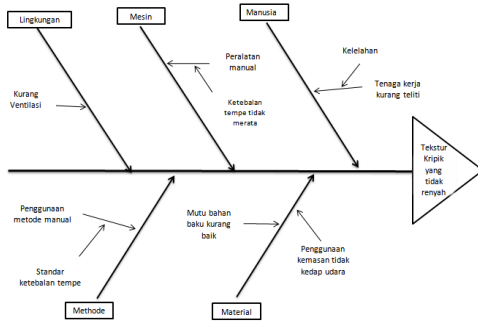 Lingkungan
Mesin
Manusia
Peralatan
manual
Kelelahan
Kurang
Ventilasi
Ketebalan
tempe tidak
merata
Tenaga kerja
kurang teliti
Tekstur
Kripik
yang
tidak
renyah
Penggunaan
metode manual
Mutu bahan
baku kurang
baik
Penggunaan
kemasan tidak
kedap udara
Standar
ketebalan tempe
Methode
Material